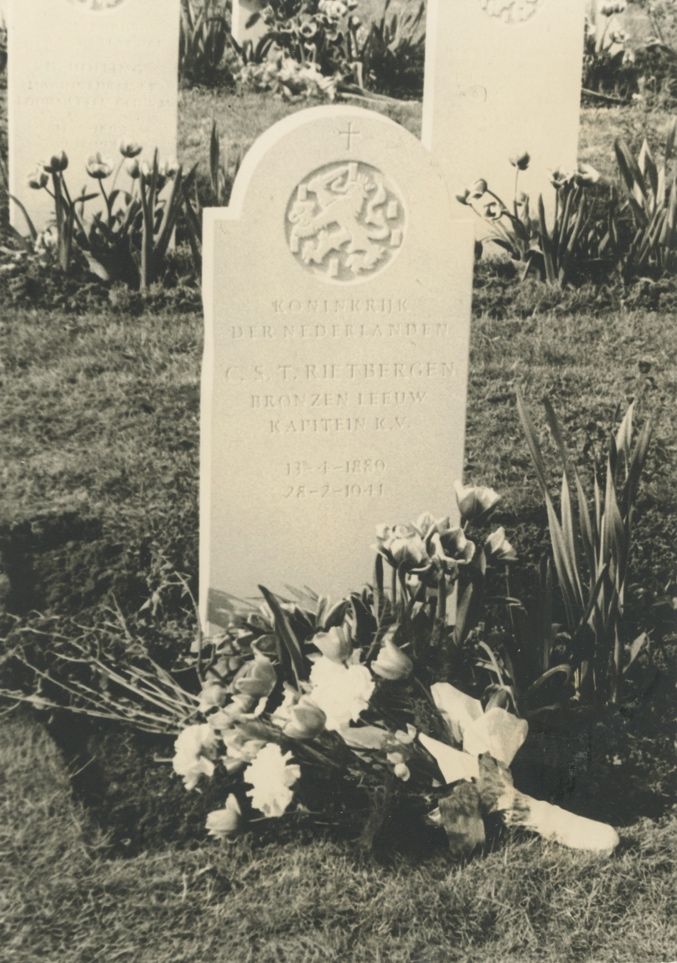 KONINKRIJK
DER NEDERLANDEN
C. S. T. RIETBERGEN
BRONZEN LEEUW
KAPITEIN K.V.
13-4-1880
28-2-1941